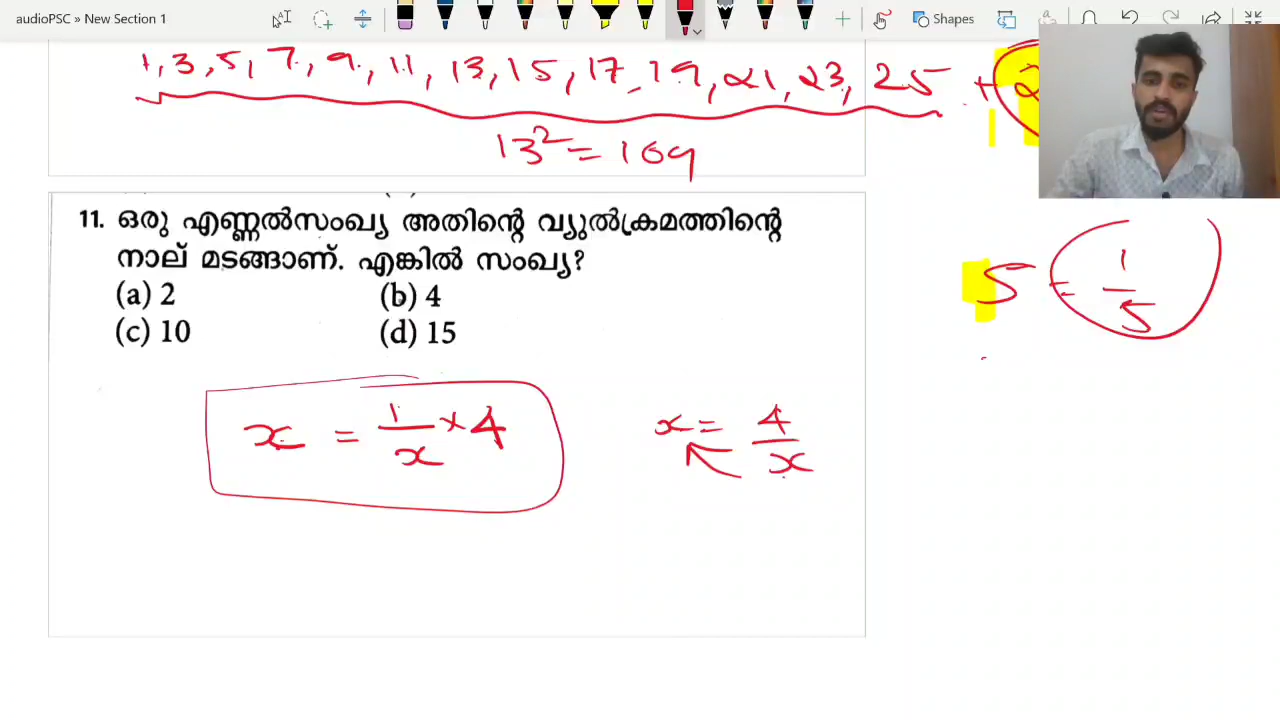 audioPSC » New Section 1
Shapes
1, 3, 5, 7, 9, 11, 13, 15, 17, 19, 21, 23, 25 +
13² = 169
11. ഒരു എണ്ണൽസംഖ്യ അതിന്റെ വ്യുൽക്രമത്തിന്റെ
നാല് മടങ്ങാണ്. എങ്കിൽ സംഖ്യ?
(a) 2 (b) 4
(c) 10 (d) 15
5 = 1/5
x = 1/x × 4
x = 4/x